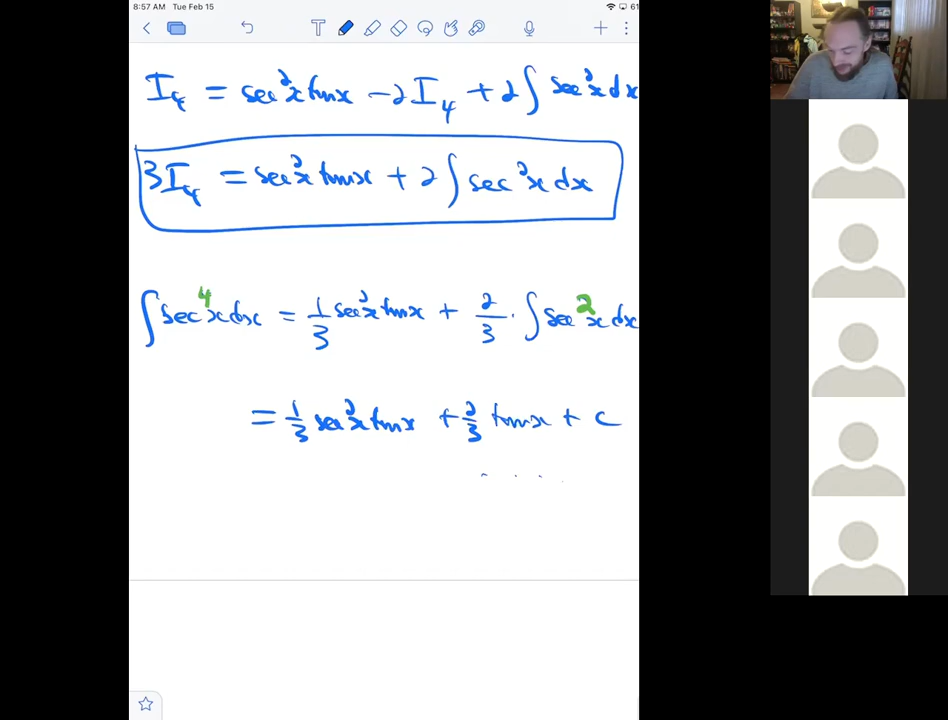 8:57 AM Tue Feb 15
61
T
I₄ = sec²x tanx - 2I₄ + 2∫ sec²x dx
3I₄ = sec²x tanx + 2∫ sec²x dx
∫ sec⁴x dx = 1/3 sec²x tanx + 2/3 · ∫ sec²x dx
= 1/3 sec²x tanx + 2/3 tanx + C